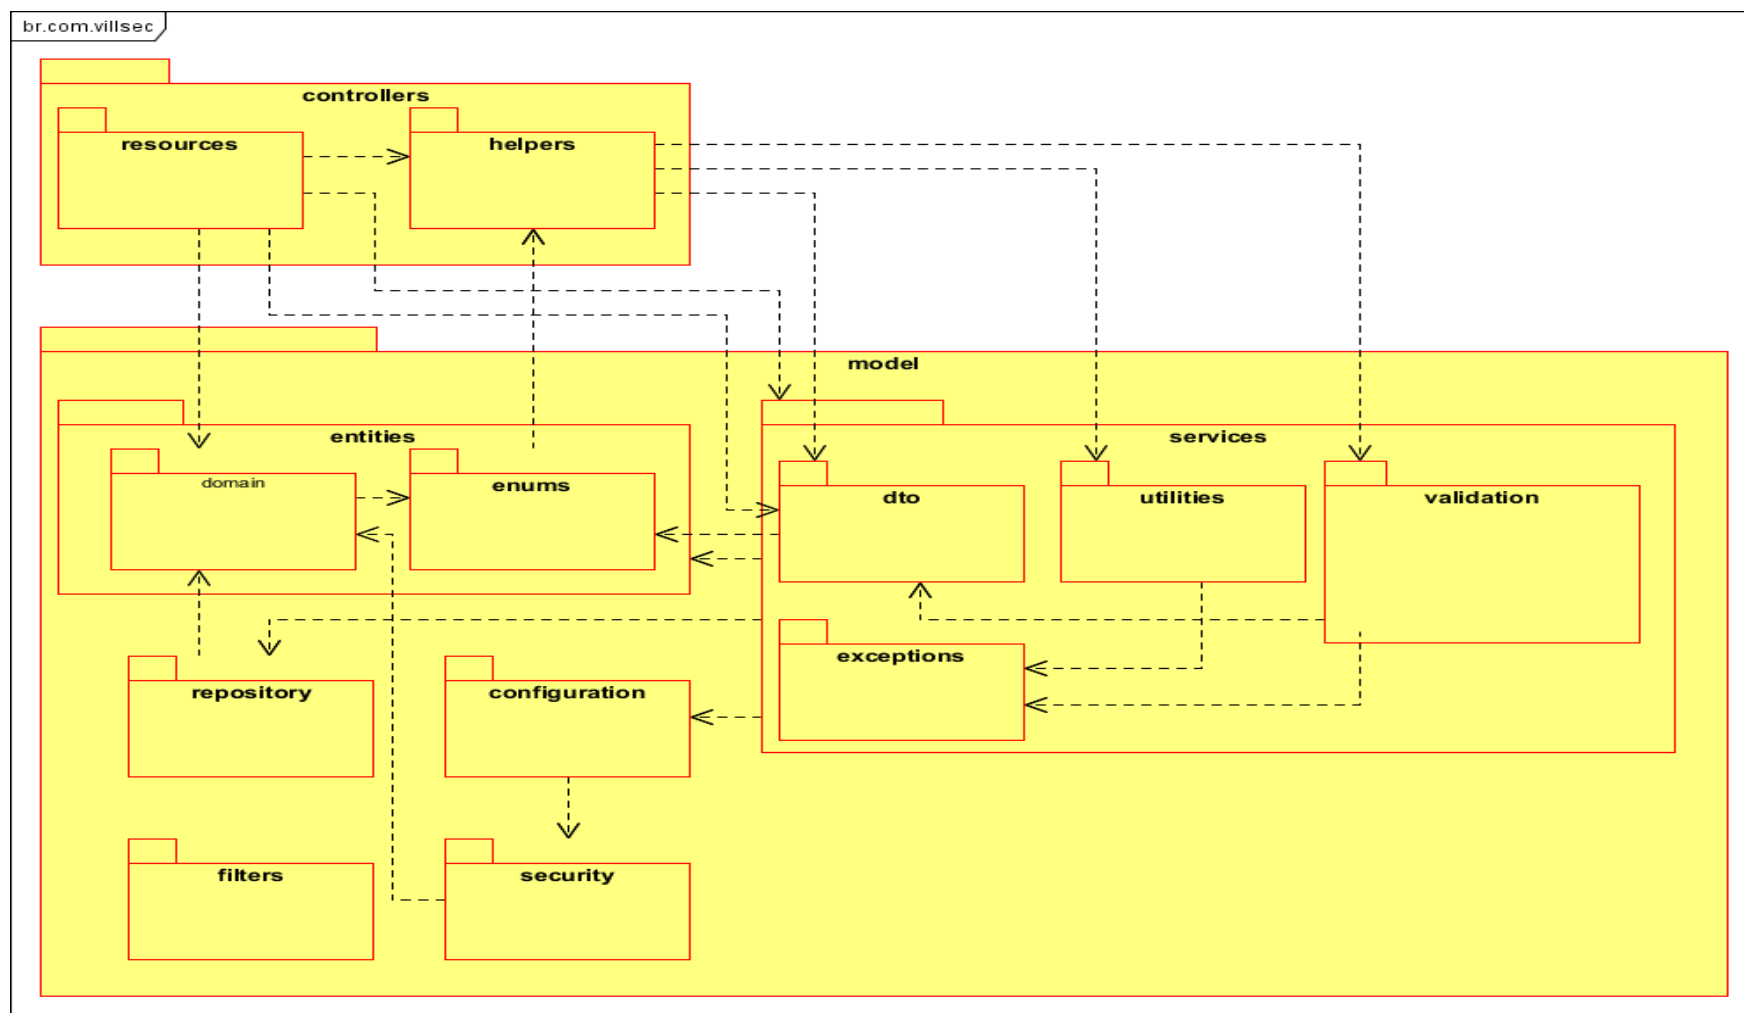 br.com.villsec
controllers
resources
helpers
model
entities
services
domain
enums
dto
utilities
validation
exceptions
repository
configuration
filters
security